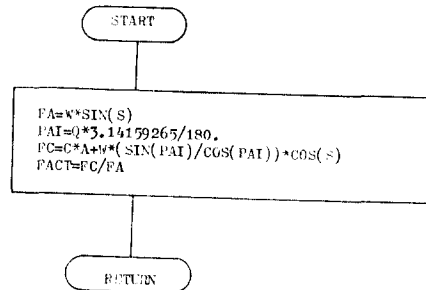 START
FA=W*SIN(S)
PAI=Q*3.14159265/180.
FC=C*A+W*(SIN(PAI)/COS(PAI))*COS(S)
FACT=FC/FA
RETURN